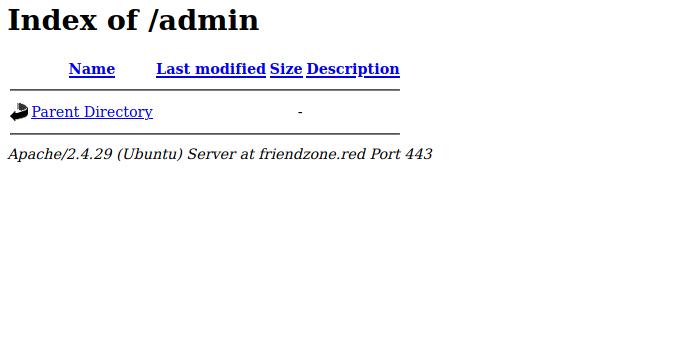 Index of /admin
Name Last modified Size Description
Parent Directory -
Apache/2.4.29 (Ubuntu) Server at friendzone.red Port 443